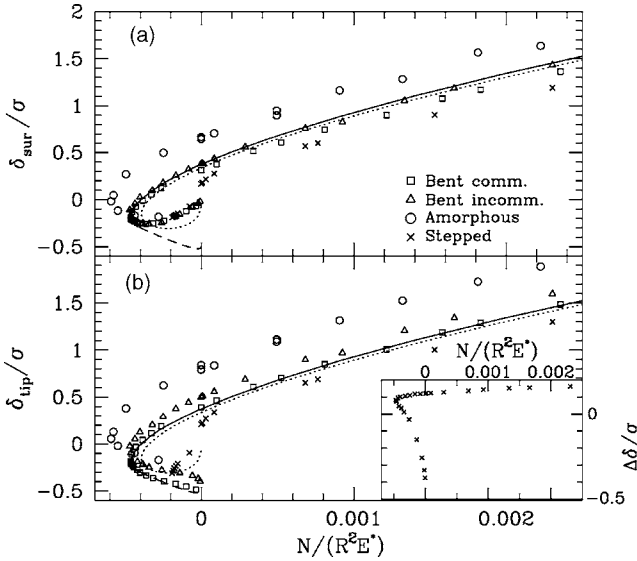 2
(a)
1.5
1
δsur/σ
0.5
0
−0.5
□ Bent comm.
△ Bent incomm.
○ Amorphous
× Stepped
(b)
1.5
1
δtip/σ
0.5
0
−0.5
N/(R²E*)
0 0.001 0.002
0
−0.5
Δδ/σ
0 0.001 0.002
N/(R²E*)